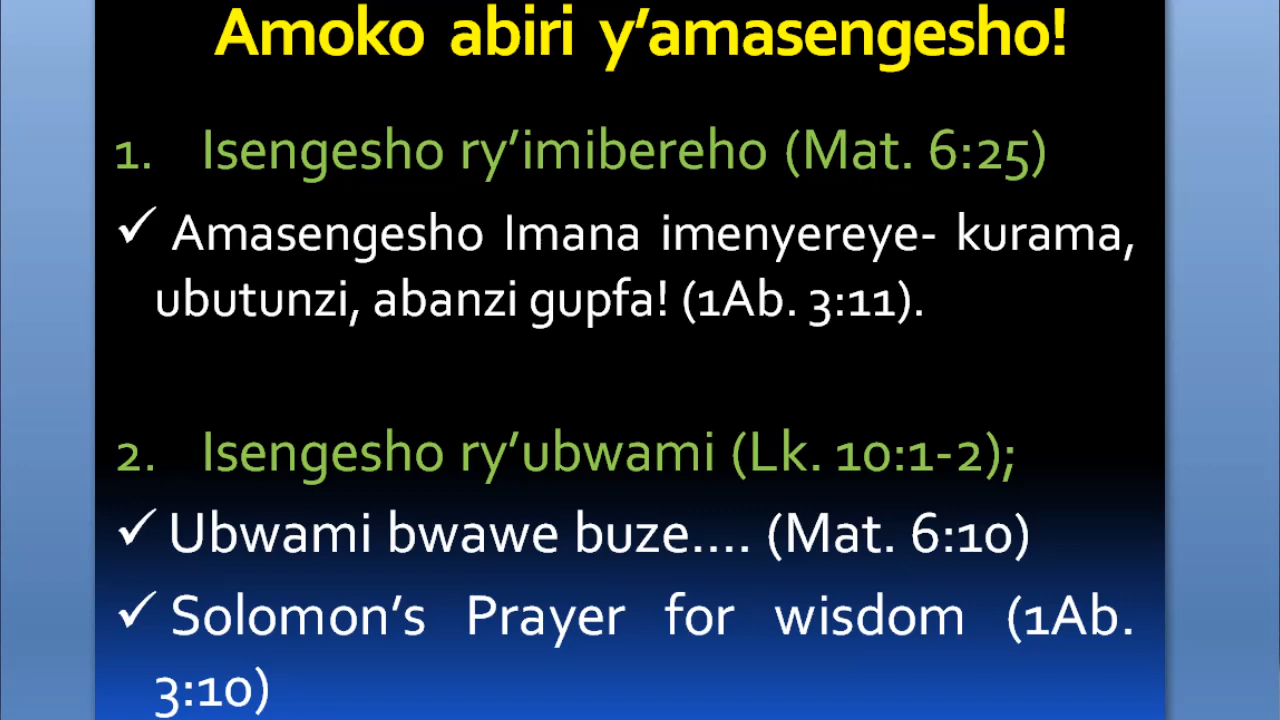 Amoko abiri y’amasengesho!
1. Isengesho ry’imibereho (Mat. 6:25)
✓ Amasengesho Imana imenyereye- kurama,
ubutunzi, abanzi gupfa! (1Ab. 3:11).
2. Isengesho ry’ubwami (Lk. 10:1-2);
✓ Ubwami bwawe buze.... (Mat. 6:10)
✓ Solomon’s Prayer for wisdom (1Ab.
3:10)